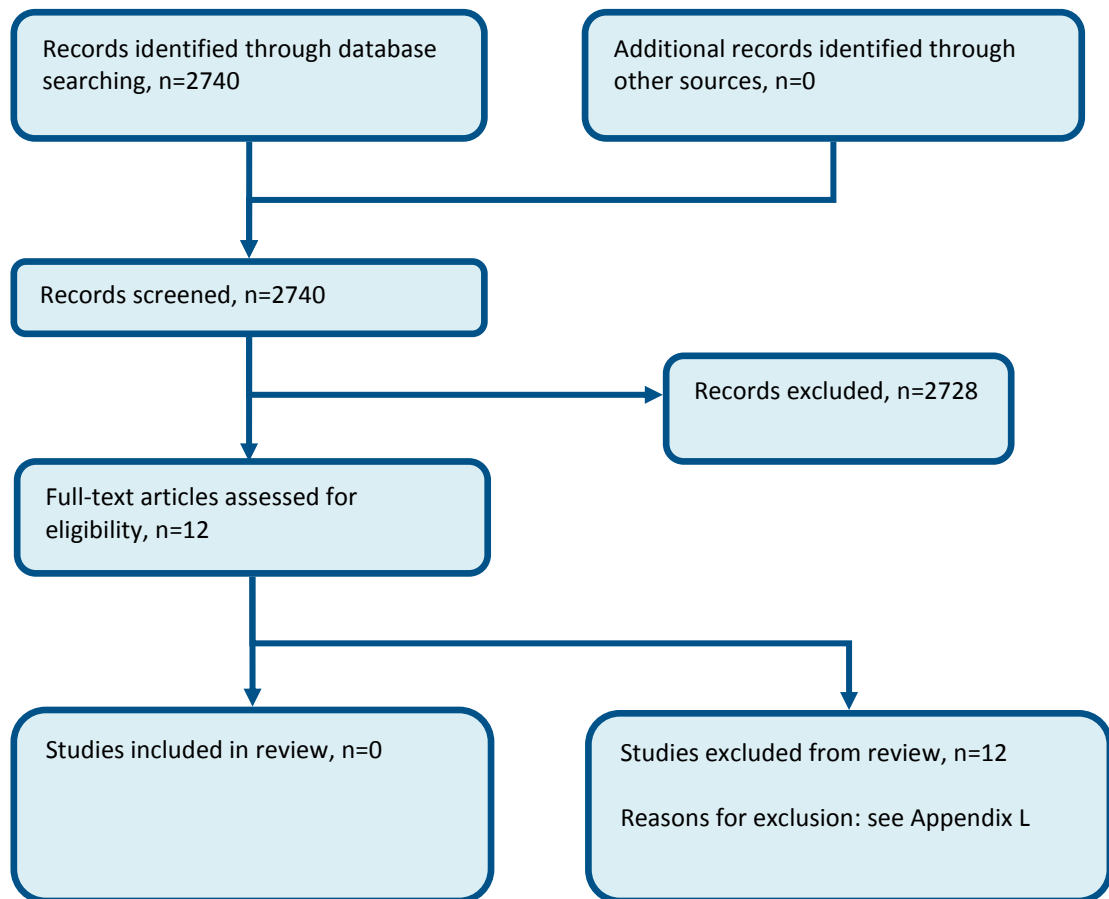 Records identified through database
searching, n=2740
Additional records identified through
other sources, n=0
Records screened, n=2740
Records excluded, n=2728
Full-text articles assessed for
eligibility, n=12
Studies included in review, n=0
Studies excluded from review, n=12
Reasons for exclusion: see Appendix L